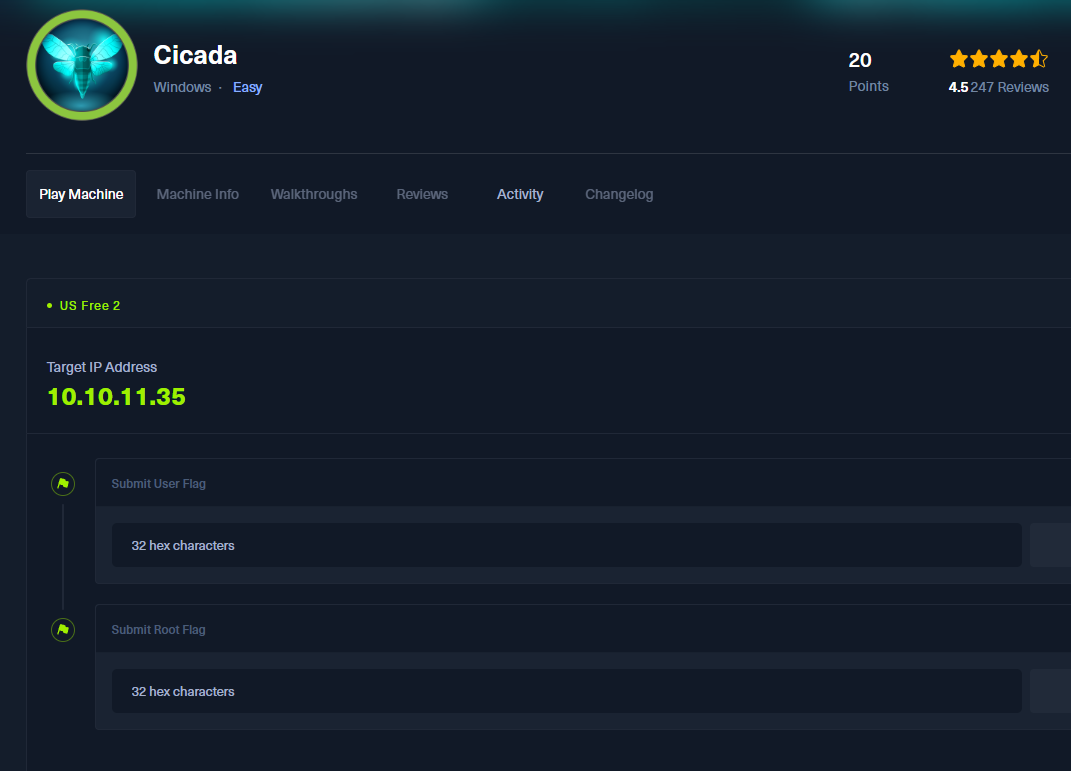 Cicada
Windows · Easy
20
Points
4.5 247 Reviews
Play Machine Machine Info Walkthroughs Reviews Activity Changelog
US Free 2
Target IP Address
10.10.11.35
Submit User Flag
32 hex characters
Submit Root Flag
32 hex characters